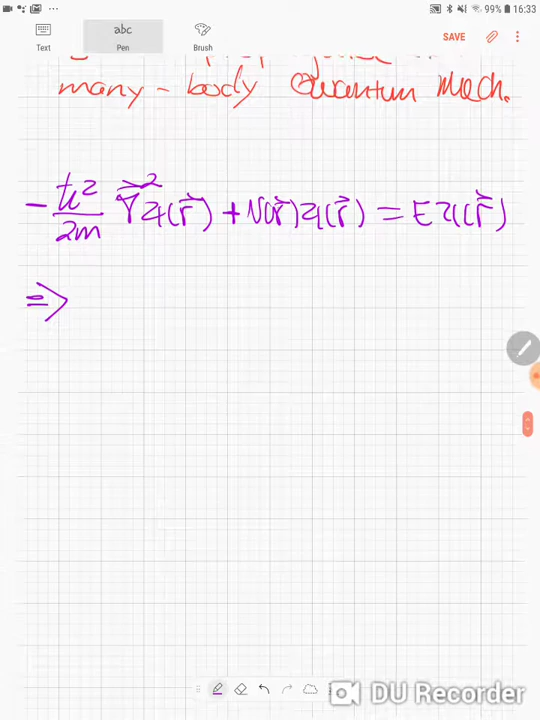 99% 16:33
abc
Text Pen Brush SAVE
many-body Quantum Mech.
-ħ²/2m ∇⃗²ψ(r⃗) + V(r⃗)ψ(r⃗) = Eψ(r⃗)
⇒
DU Recorder